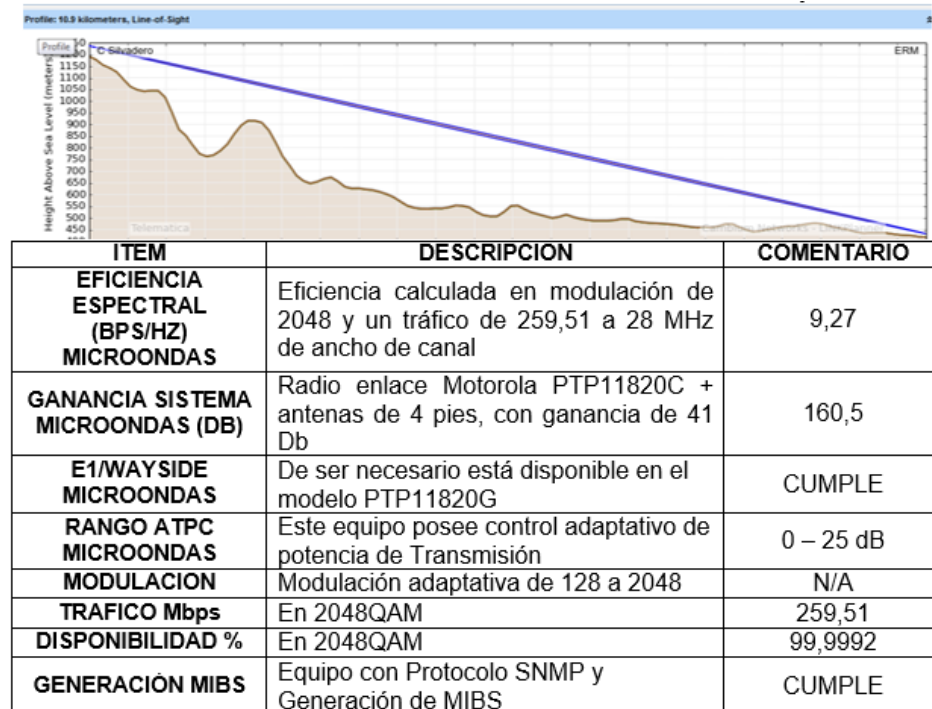 Profile: 10.9 kilometers, Line-of-Sight
Profile
C Silvadero
ERM
Height Above Sea Level (meters)
1150
1100
1050
1000
950
900
850
800
750
700
650
600
550
500
450
Telematica
Cambium Networks - LINKPlanner
ITEM DESCRIPCION COMENTARIO
EFICIENCIA
ESPECTRAL
(BPS/HZ)
MICROONDAS
Eficiencia calculada en modulación de
2048 y un tráfico de 259,51 a 28 MHz
de ancho de canal
9,27
GANANCIA SISTEMA
MICROONDAS (DB)
Radio enlace Motorola PTP11820C +
antenas de 4 pies, con ganancia de 41
Db
160,5
E1/WAYSIDE
MICROONDAS
De ser necesario está disponible en el
modelo PTP11820G
CUMPLE
RANGO ATPC
MICROONDAS
Este equipo posee control adaptativo de
potencia de Transmisión
0 – 25 dB
MODULACION Modulación adaptativa de 128 a 2048 N/A
TRAFICO Mbps En 2048QAM 259,51
DISPONIBILIDAD % En 2048QAM 99,9992
GENERACIÓN MIBS
Equipo con Protocolo SNMP y
Generación de MIBS
CUMPLE